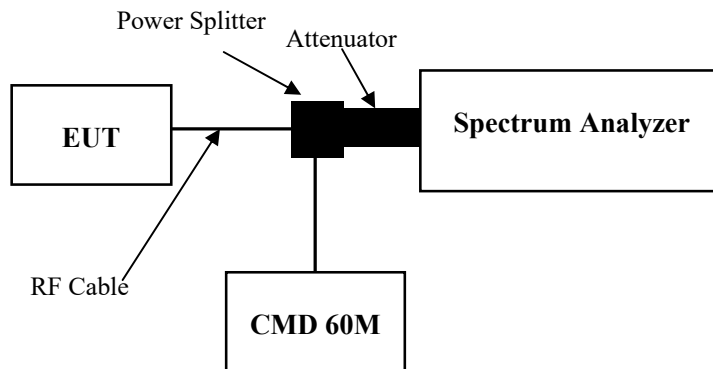 Power Splitter
Attenuator
EUT
Spectrum Analyzer
RF Cable
CMD 60M